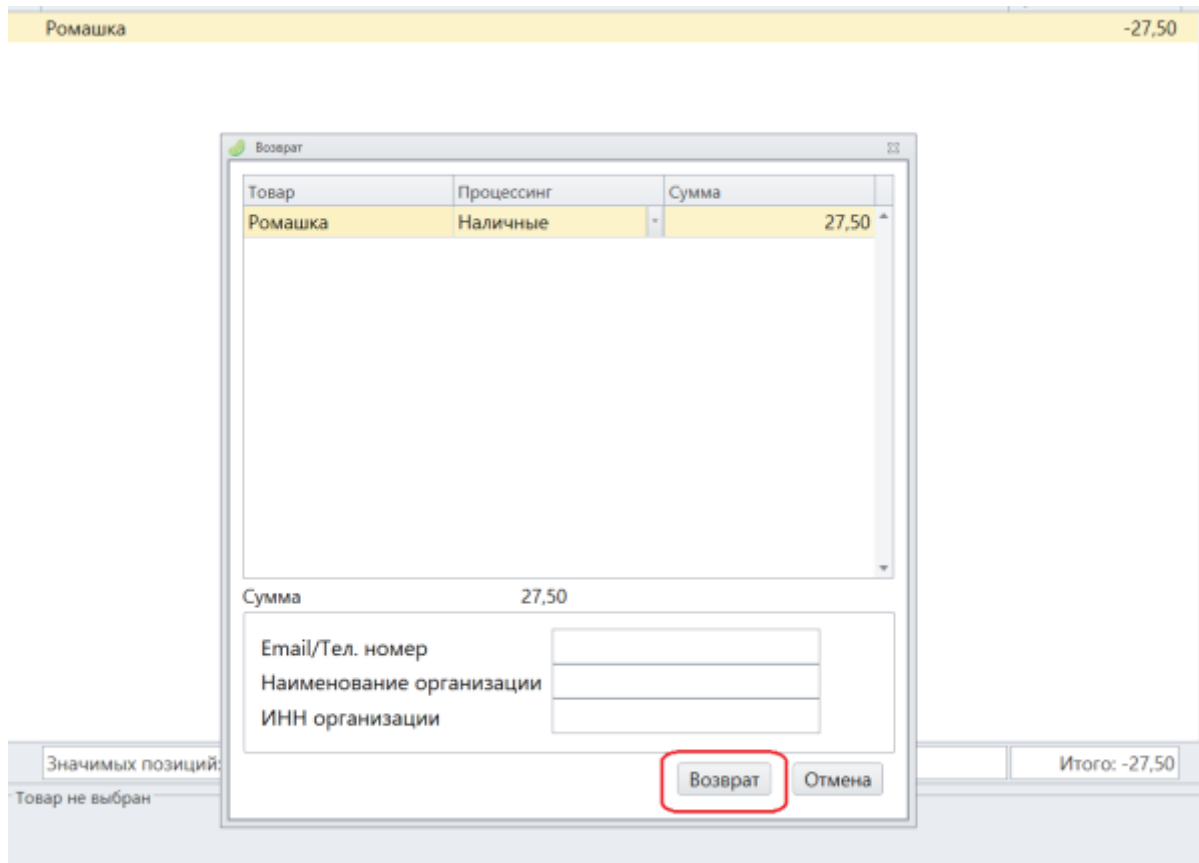 Ромашка -27,50
Возврат
Товар Процессинг Сумма
Ромашка Наличные 27,50
Сумма 27,50
Email/Тел. номер
Наименование организации
ИНН организации
Значимых позиций: Итого: -27,50
Возврат Отмена
Товар не выбран